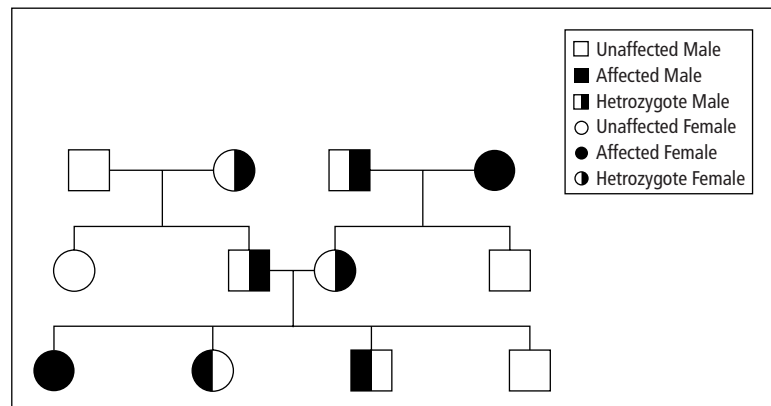 Unaffected Male
Affected Male
Hetrozygote Male
Unaffected Female
Affected Female
Hetrozygote Female